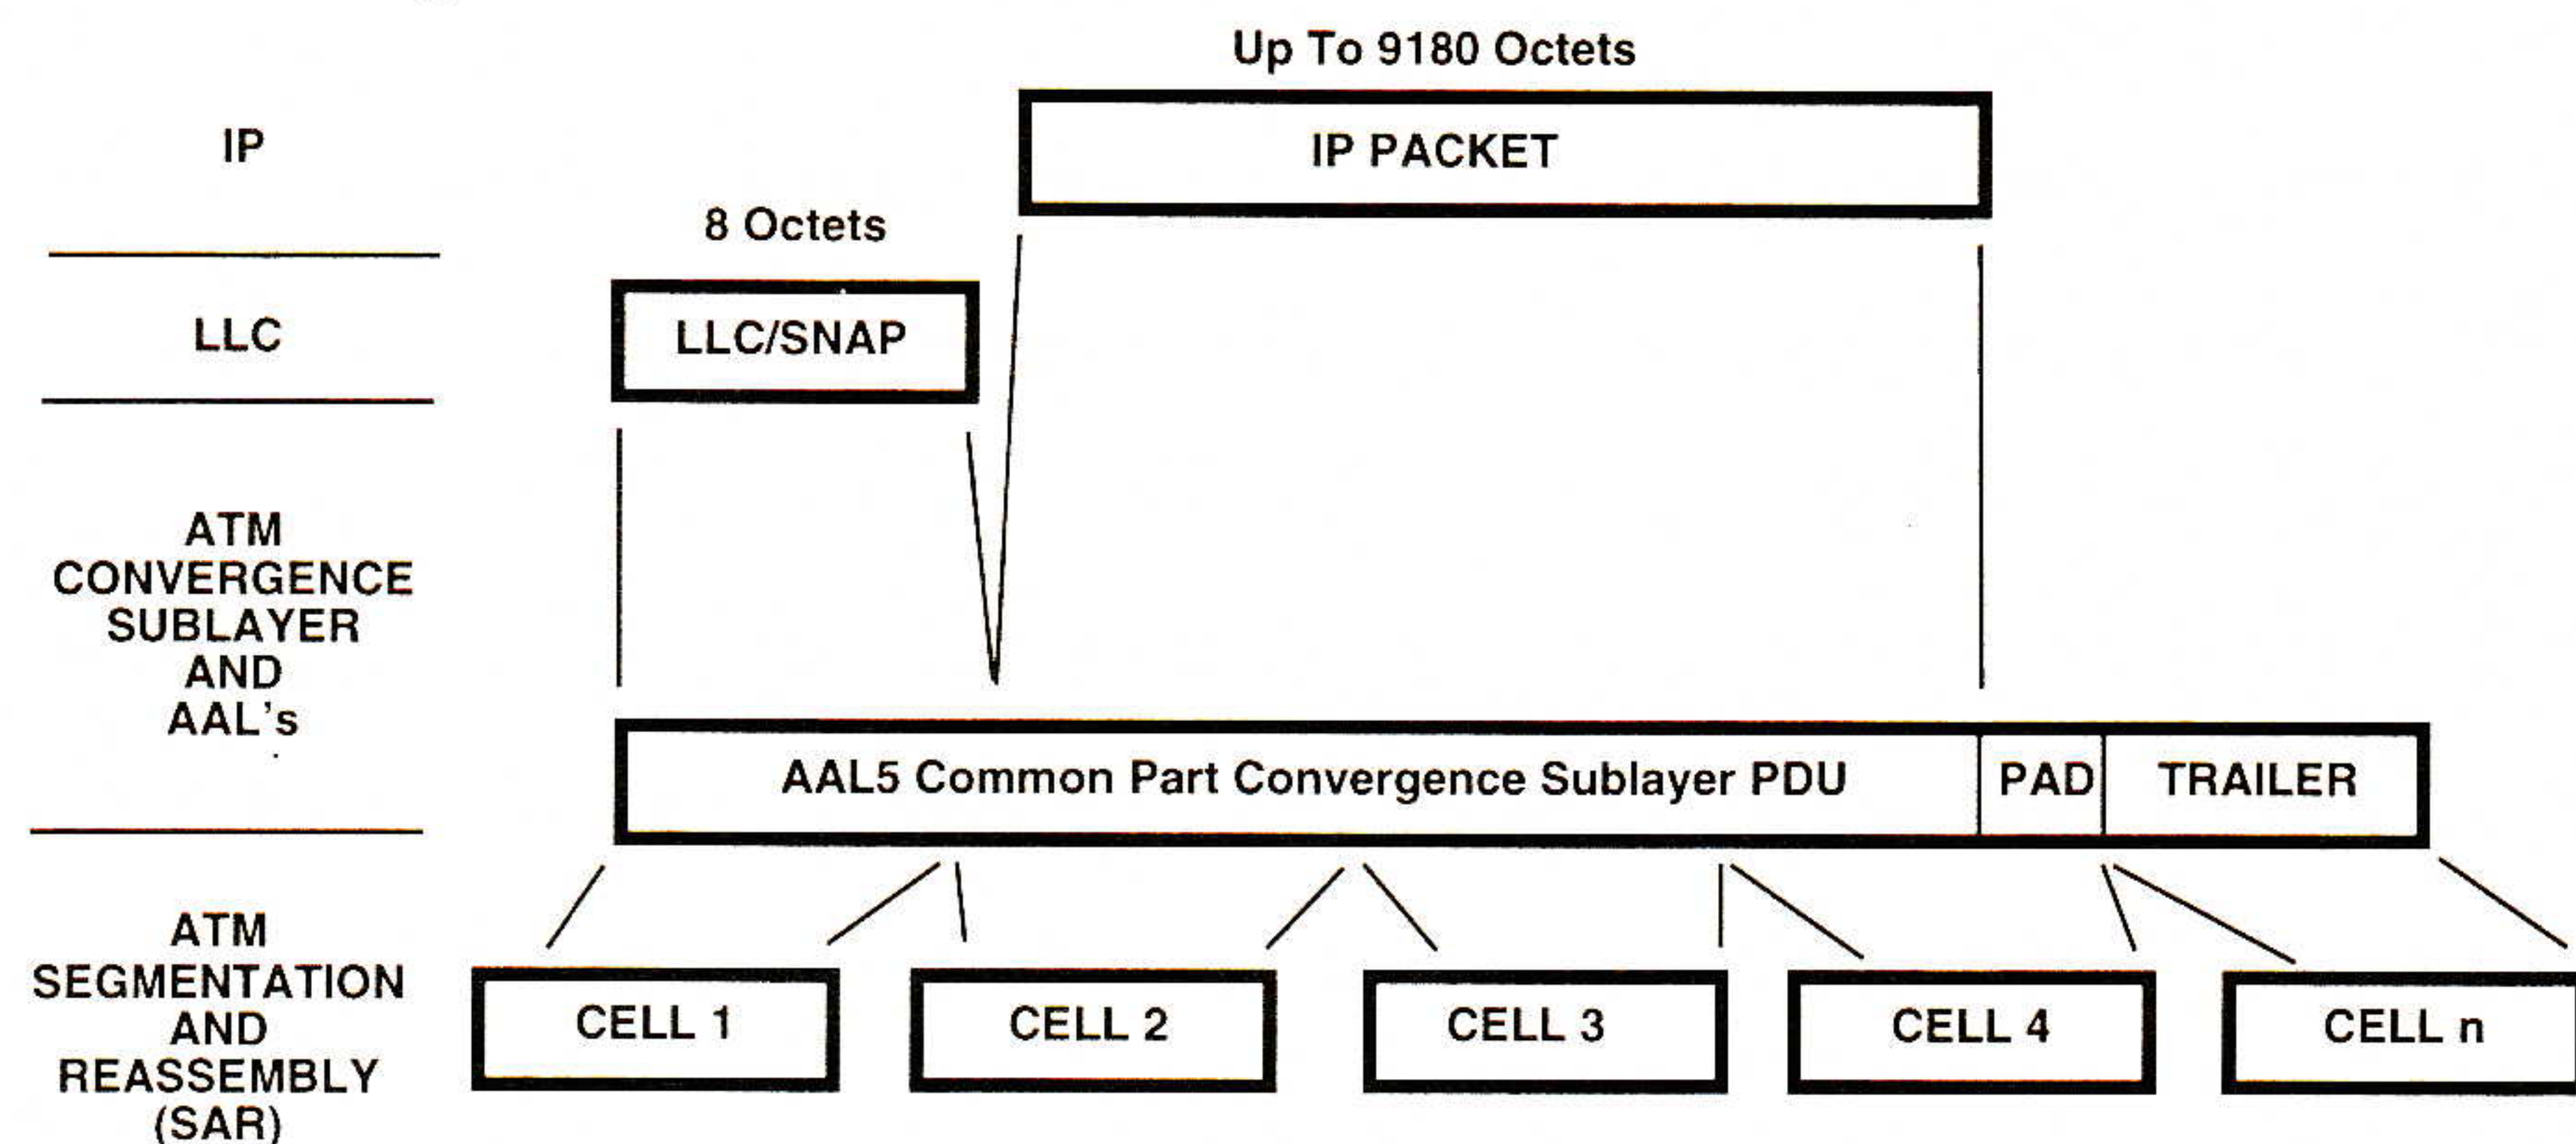 Up To 9180 Octets
IP
IP PACKET
8 Octets
LLC
LLC/SNAP
ATM
CONVERGENCE
SUBLAYER
AND
AAL's
AAL5 Common Part Convergence Sublayer PDU
PAD
TRAILER
ATM
SEGMENTATION
AND
REASSEMBLY
(SAR)
CELL 1
CELL 2
CELL 3
CELL 4
CELL n